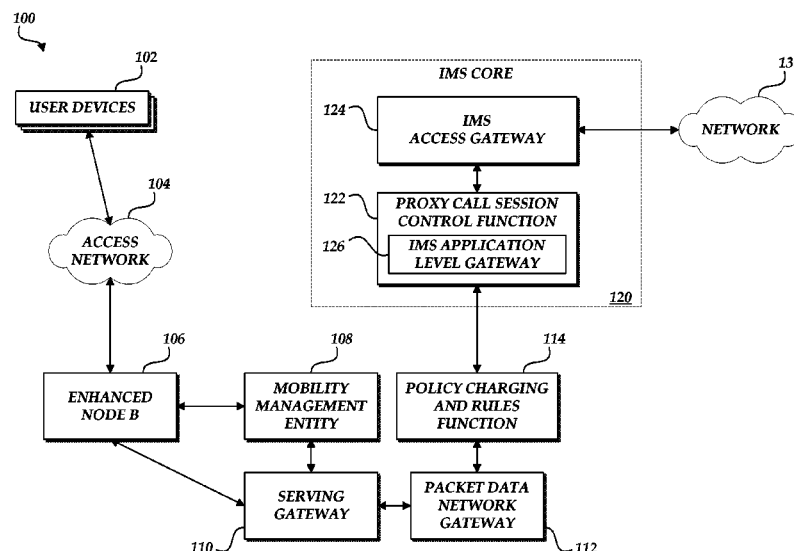 100
102
USER DEVICES
104
ACCESS
NETWORK
106
ENHANCED
NODE B
108
MOBILITY
MANAGEMENT
ENTITY
SERVING
GATEWAY
110
IMS CORE
124
IMS
ACCESS GATEWAY
122
PROXY CALL SESSION
CONTROL FUNCTION
126
IMS APPLICATION
LEVEL GATEWAY
120
13
NETWORK
114
POLICY CHARGING
AND RULES
FUNCTION
PACKET DATA
NETWORK
GATEWAY
112